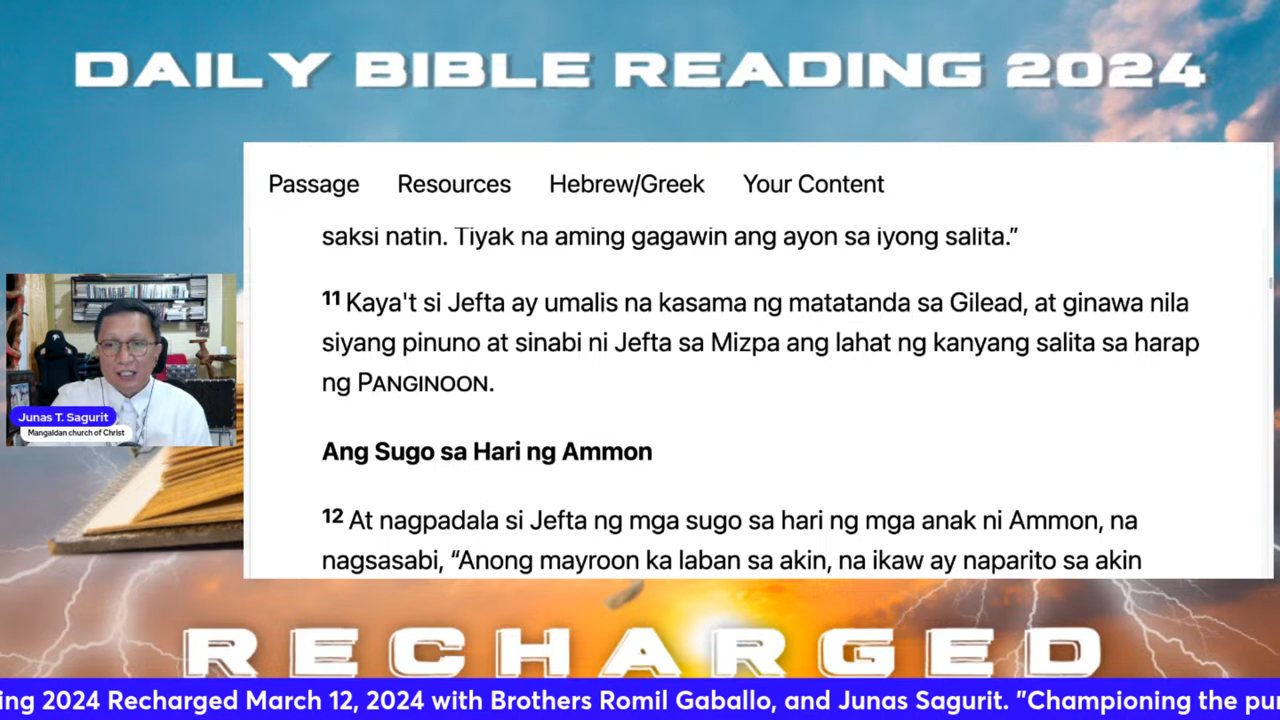 DAILY BIBLE READING 2024
Passage Resources Hebrew/Greek Your Content
saksi natin. Tiyak na aming gagawin ang ayon sa iyong salita.”
11 Kaya't si Jefta ay umalis na kasama ng matatanda sa Gilead, at ginawa nila
siyang pinuno at sinabi ni Jefta sa Mizpa ang lahat ng kanyang salita sa harap
ng PANGINOON.
Ang Sugo sa Hari ng Ammon
12 At nagpadala si Jefta ng mga sugo sa hari ng mga anak ni Ammon, na
nagsasabi, “Anong mayroon ka laban sa akin, na ikaw ay naparito sa akin
Junas T. Sagurit
Mangaldan church of Christ
RECHARGED
ing 2024 Recharged March 12, 2024 with Brothers Romil Gaballo, and Junas Sagurit. "Championing the pu